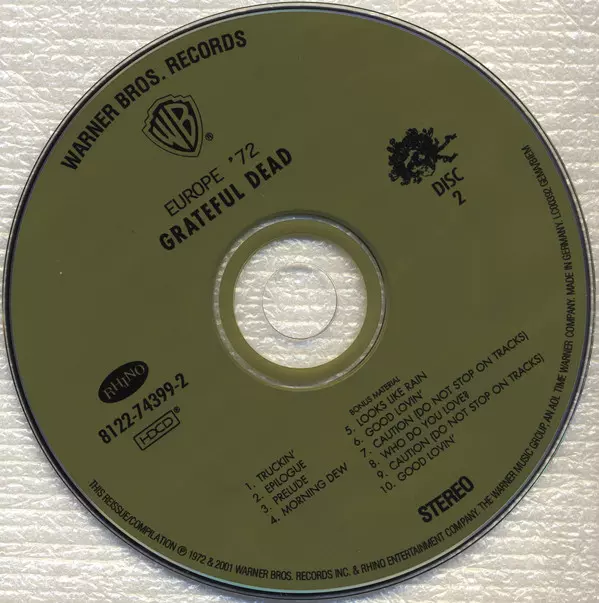 WARNER BROS. RECORDS
WB
®
EUROPE '72
GRATEFUL DEAD
DISC
2
RHINO
8122-74399-2
HDCD®
1. TRUCKIN'
2. EPILOGUE
3. PRELUDE
4. MORNING DEW
BONUS MATERIAL
5. LOOKS LIKE RAIN
6. GOOD LOVIN'
7. CAUTION (DO NOT STOP ON TRACKS)
8. WHO DO YOU LOVE?
9. CAUTION (DO NOT STOP ON TRACKS)
10. GOOD LOVIN'
STEREO
THIS REISSUE/COMPILATION ℗ 1972 & 2001 WARNER BROS. RECORDS INC. & RHINO ENTERTAINMENT COMPANY. THE WARNER MUSIC GROUP, AN AOL TIME WARNER COMPANY. MADE IN GERMANY. LC00392 GEMA/BIEM